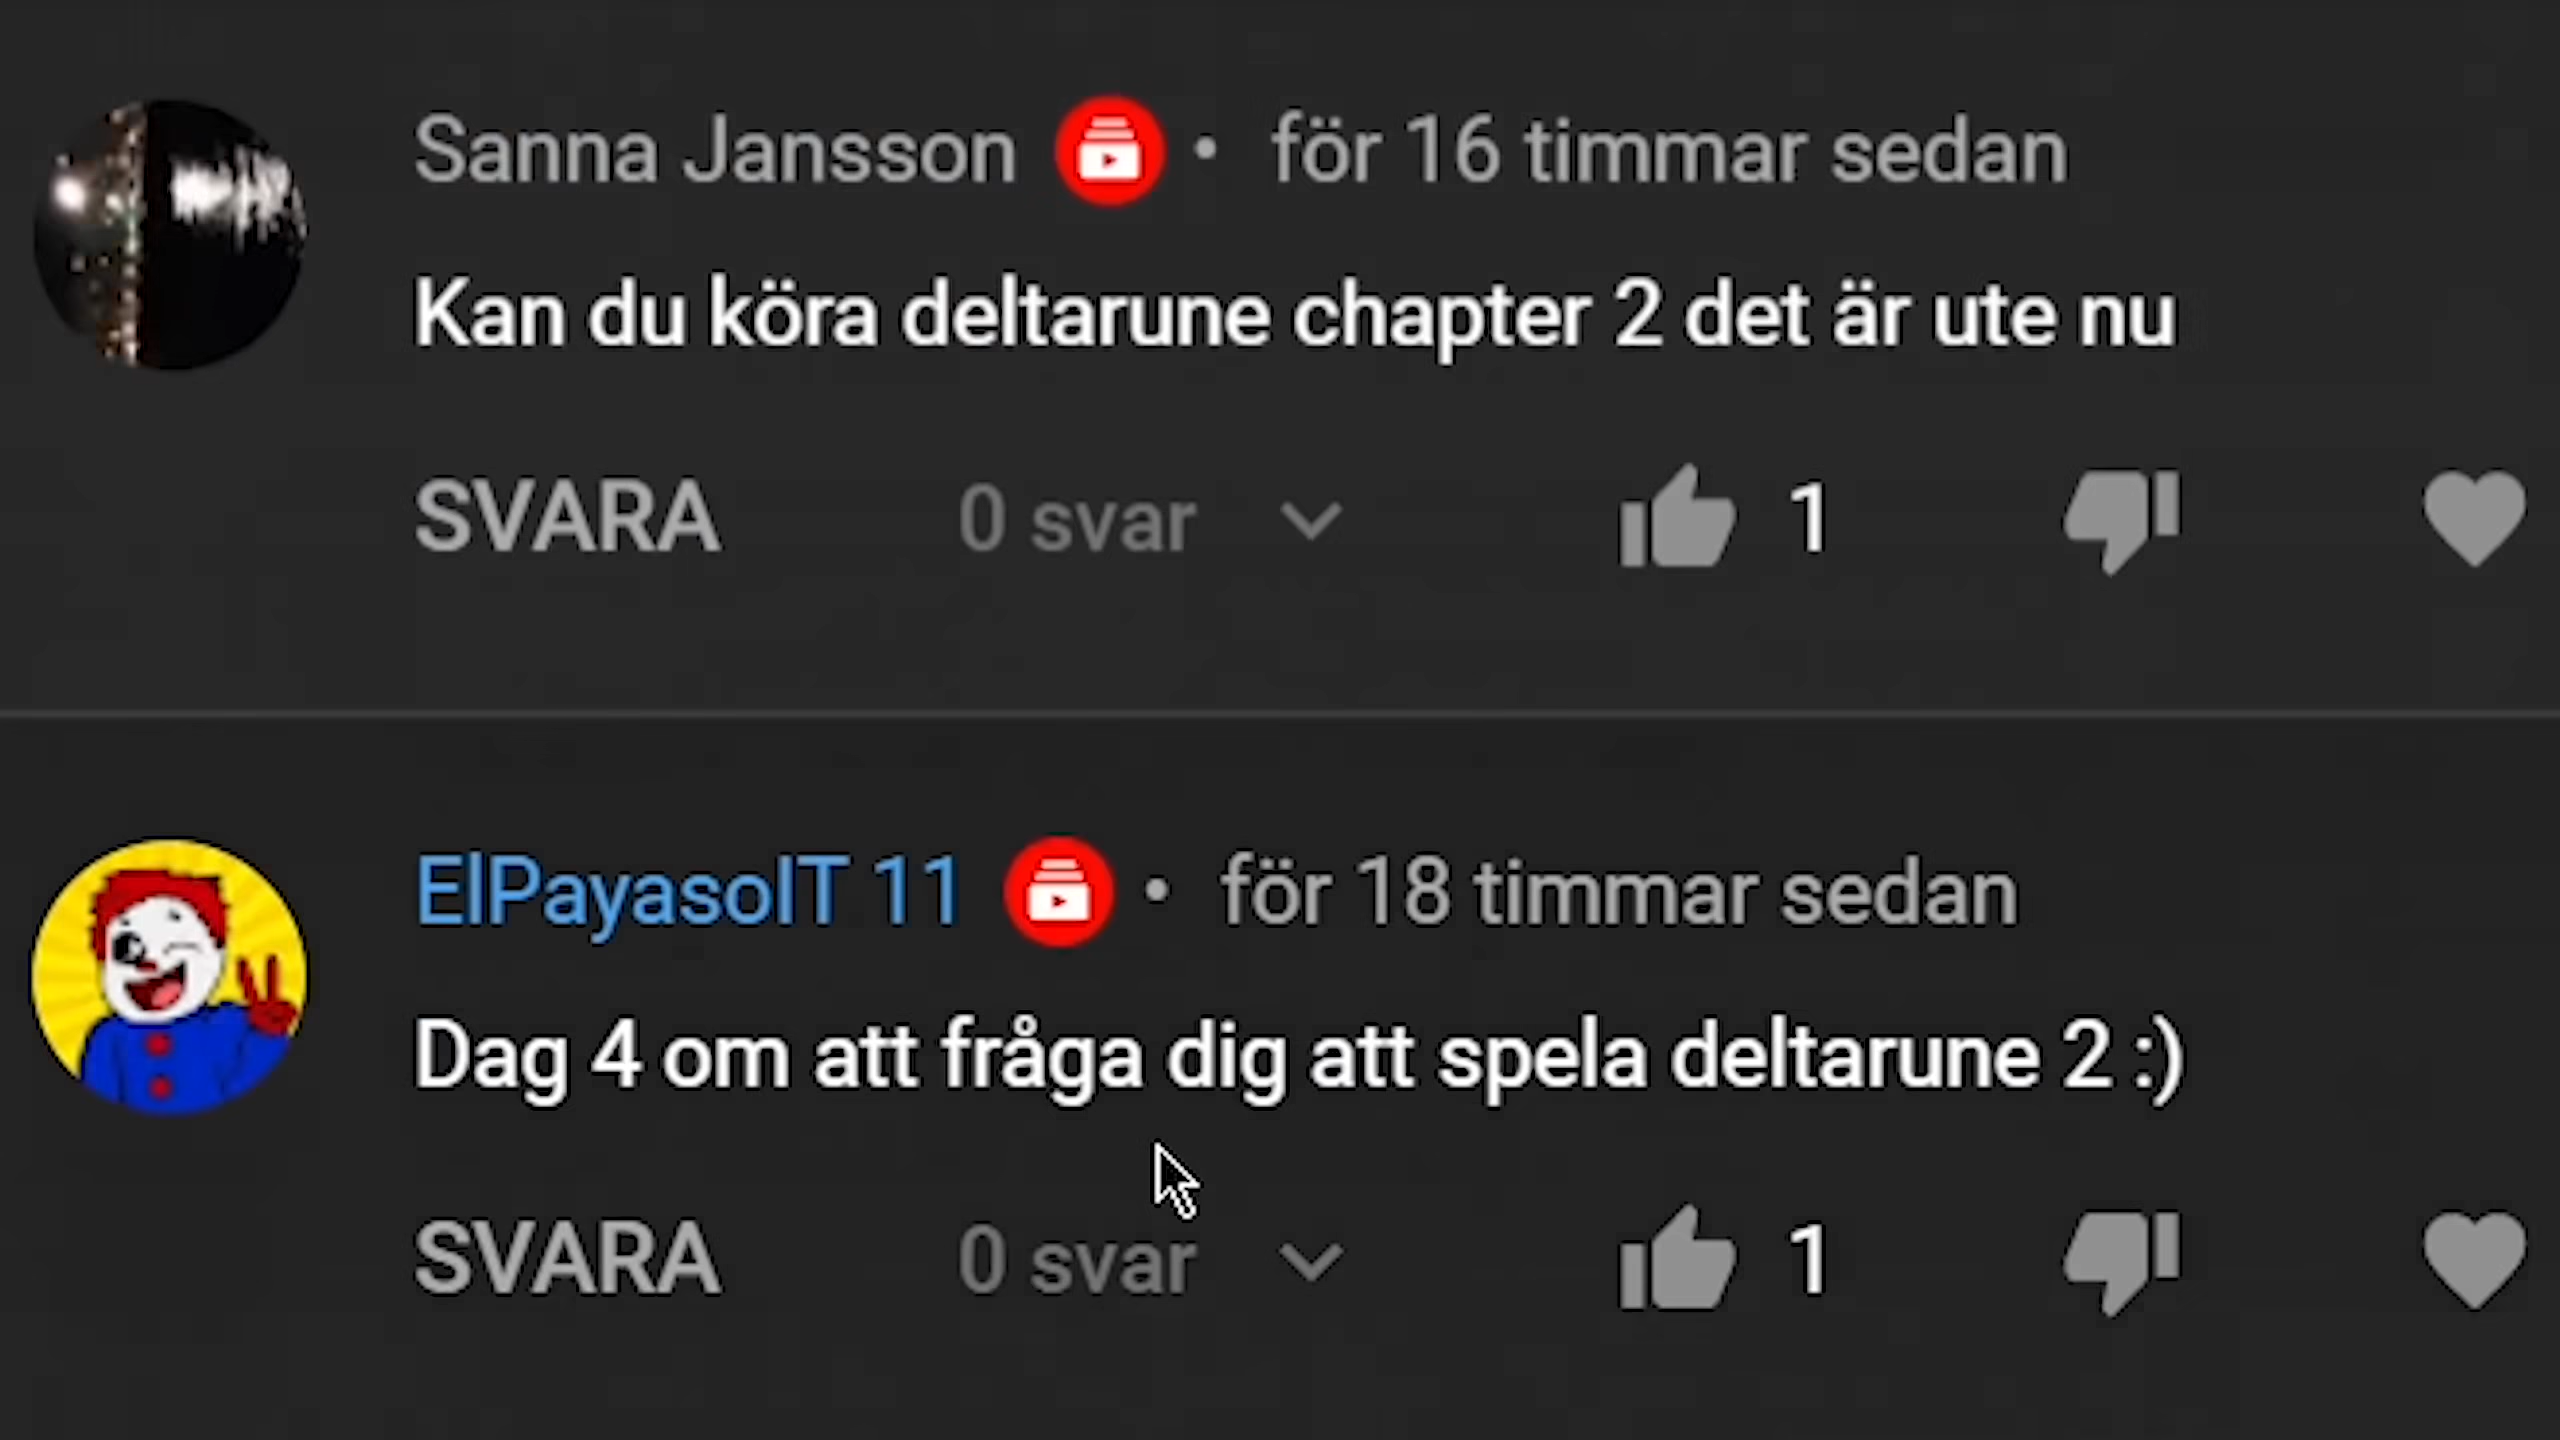 Sanna Jansson • för 16 timmar sedan
Kan du köra deltarune chapter 2 det är ute nu
SVARA 0 svar 1
ElPayasoIT 11 • för 18 timmar sedan
Dag 4 om att fråga dig att spela deltarune 2 :)
SVARA 0 svar 1